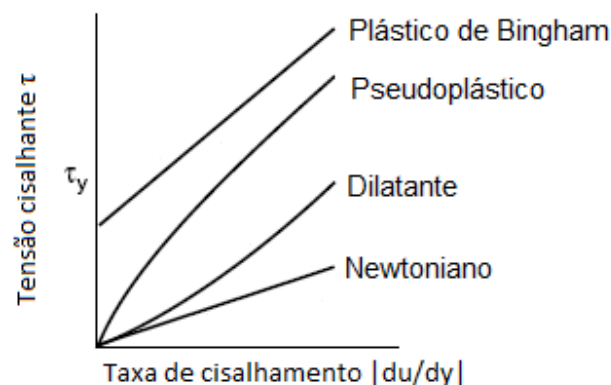 Plástico de Bingham
Pseudoplástico
Dilatante
Newtoniano
Tensão cisalhante τ
τy
Taxa de cisalhamento |du/dy|